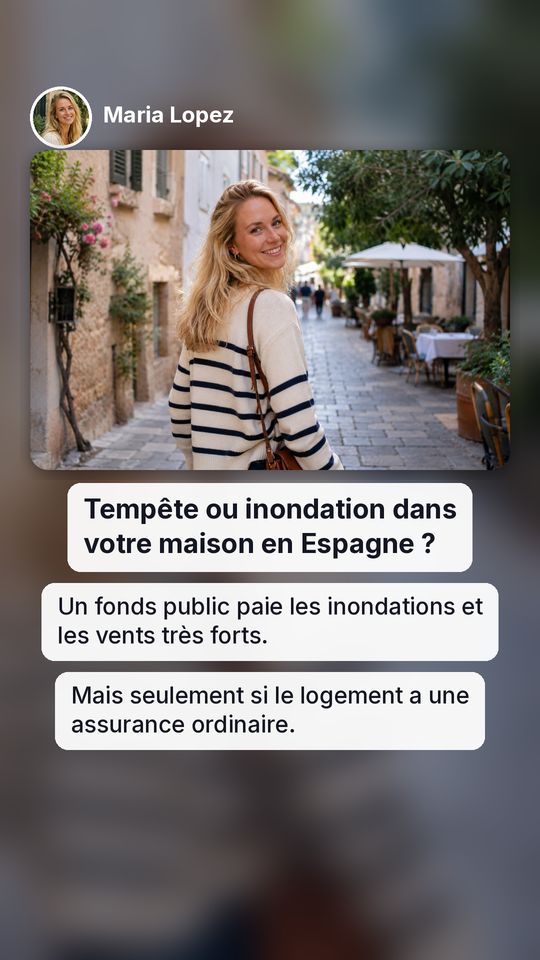 Maria Lopez
Tempête ou inondation dans
votre maison en Espagne ?
Un fonds public paie les inondations et
les vents très forts.
Mais seulement si le logement a une
assurance ordinaire.